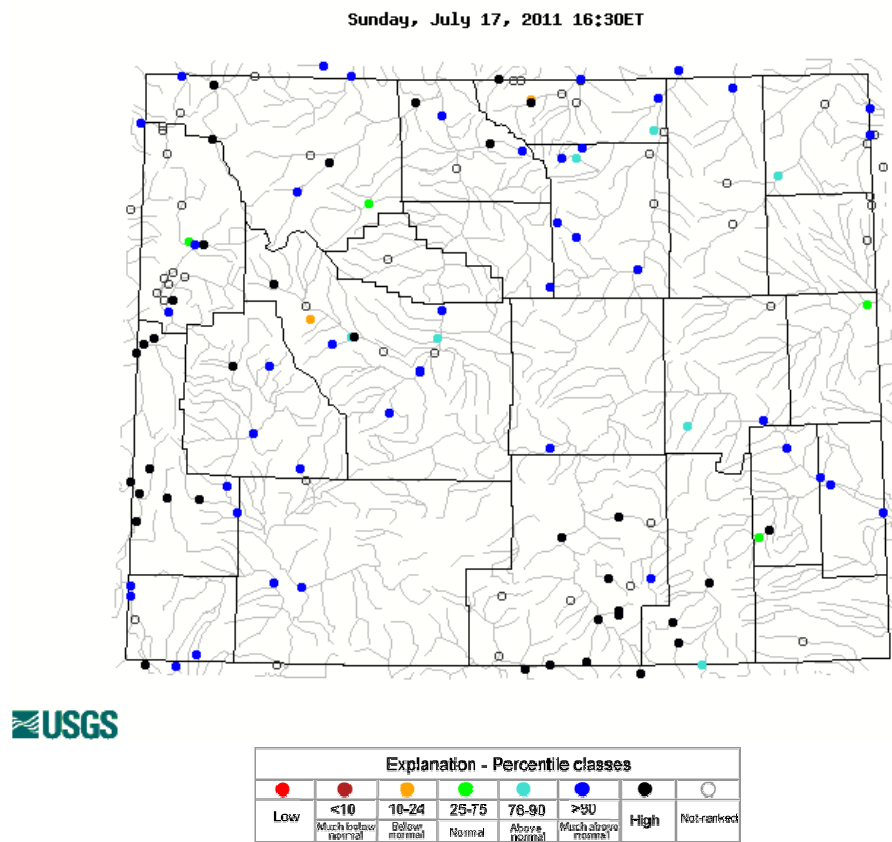 Sunday, July 17, 2011 16:30ET
USGS
Explanation - Percentile classes
Low
<10
10-24
25-75
76-90
>90
High
Not-ranked
Much below normal
Below normal
Normal
Above normal
Much above normal